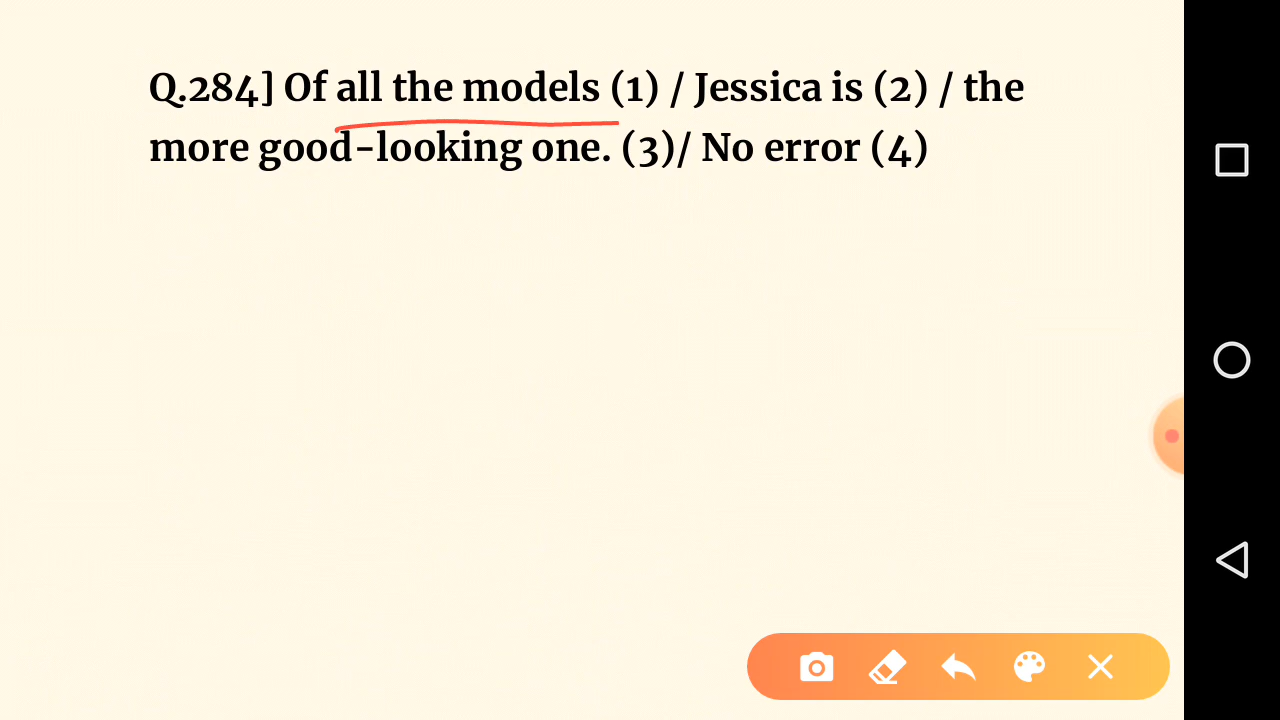 Q.284] Of all the models (1) / Jessica is (2) / the
more good-looking one. (3)/ No error (4)